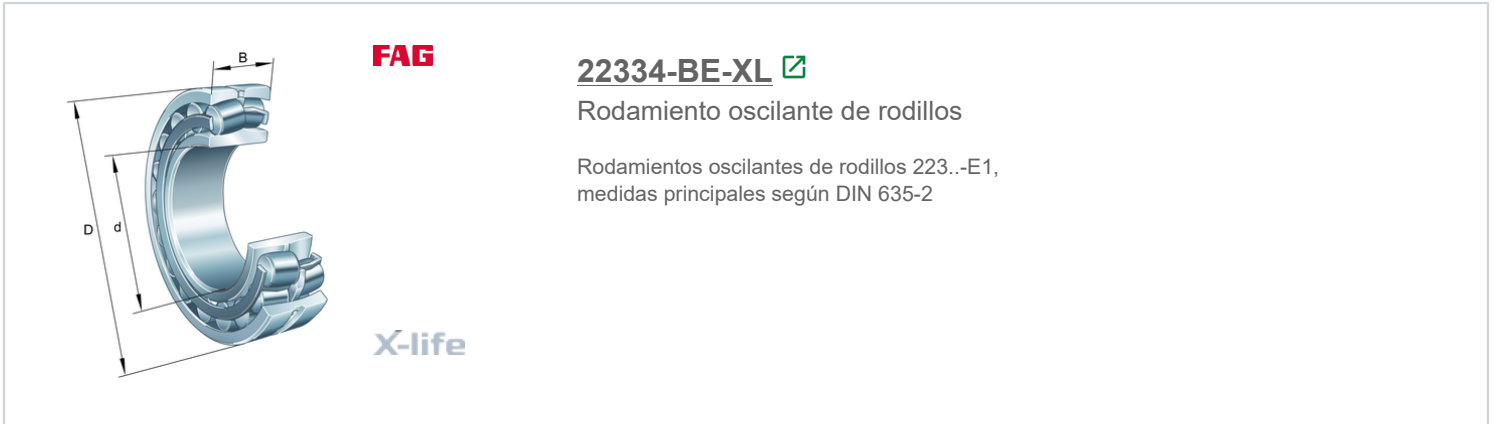 B
D
d
FAG
X-life
22334-BE-XL
Rodamiento oscilante de rodillos
Rodamientos oscilantes de rodillos 223..-E1,
medidas principales según DIN 635-2